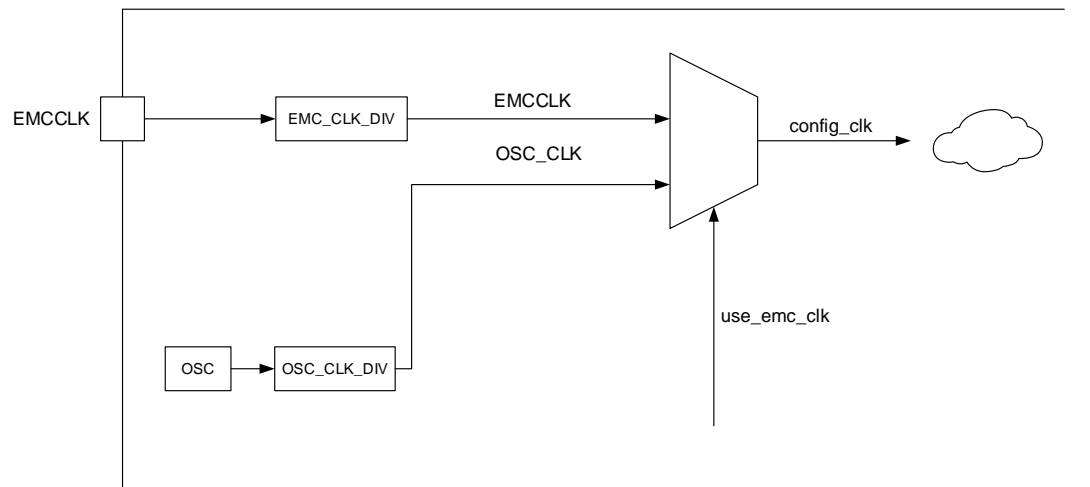 EMCCLK
EMC_CLK_DIV
EMCCLK
OSC_CLK
config_clk
use_emc_clk
OSC
OSC_CLK_DIV